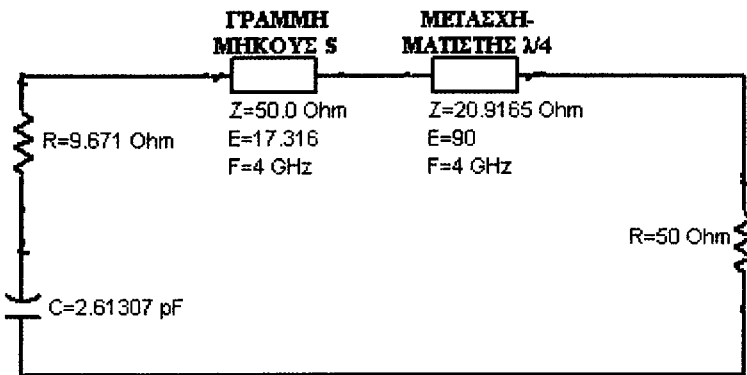 ΓΡΑΜΜΗ
ΜΗΚΟΥΣ S
ΜΕΤΑΣΧΗ-
ΜΑΤΙΣΤΗΣ λ/4
Z=50.0 Ohm
E=17.316
F=4 GHz
Z=20.9165 Ohm
E=90
F=4 GHz
R=9.671 Ohm
R=50 Ohm
C=2.61307 pF